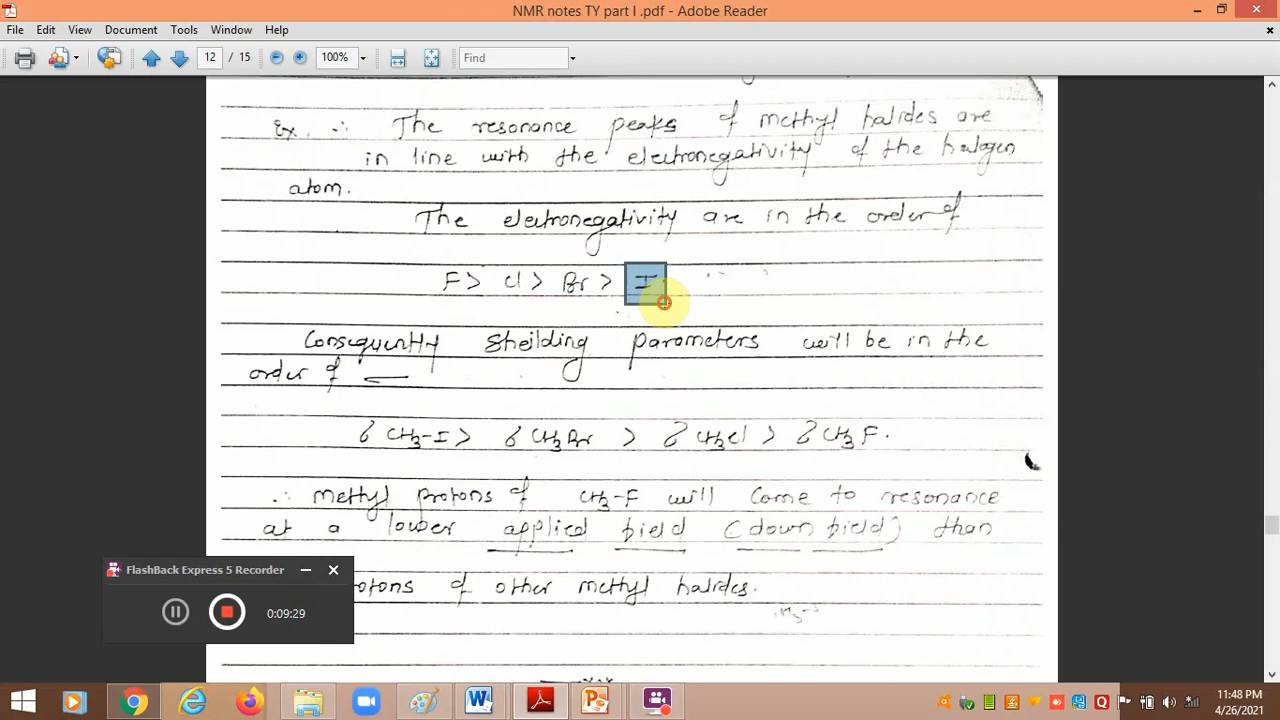 NMR notes TY part I .pdf - Adobe Reader
File Edit View Document Tools Window Help
12 / 15 100% Find
Ex. ∴ The resonance peaks of methyl halides are
in line with the electronegativity of the halogen
atom.
The electronegativity are in the order of
F > Cl > Br > I
Consequently Sheilding parameters will be in the
order of
CH3-I > CH3Br > CH3Cl > CH3F.
∴ methyl protons of CH3-F will Come to resonance
at a lower applied field (down field) than
otons of other methyl halides.
FlashBack Express 5 Recorder
0:09:29
11:48 PM
4/26/2021